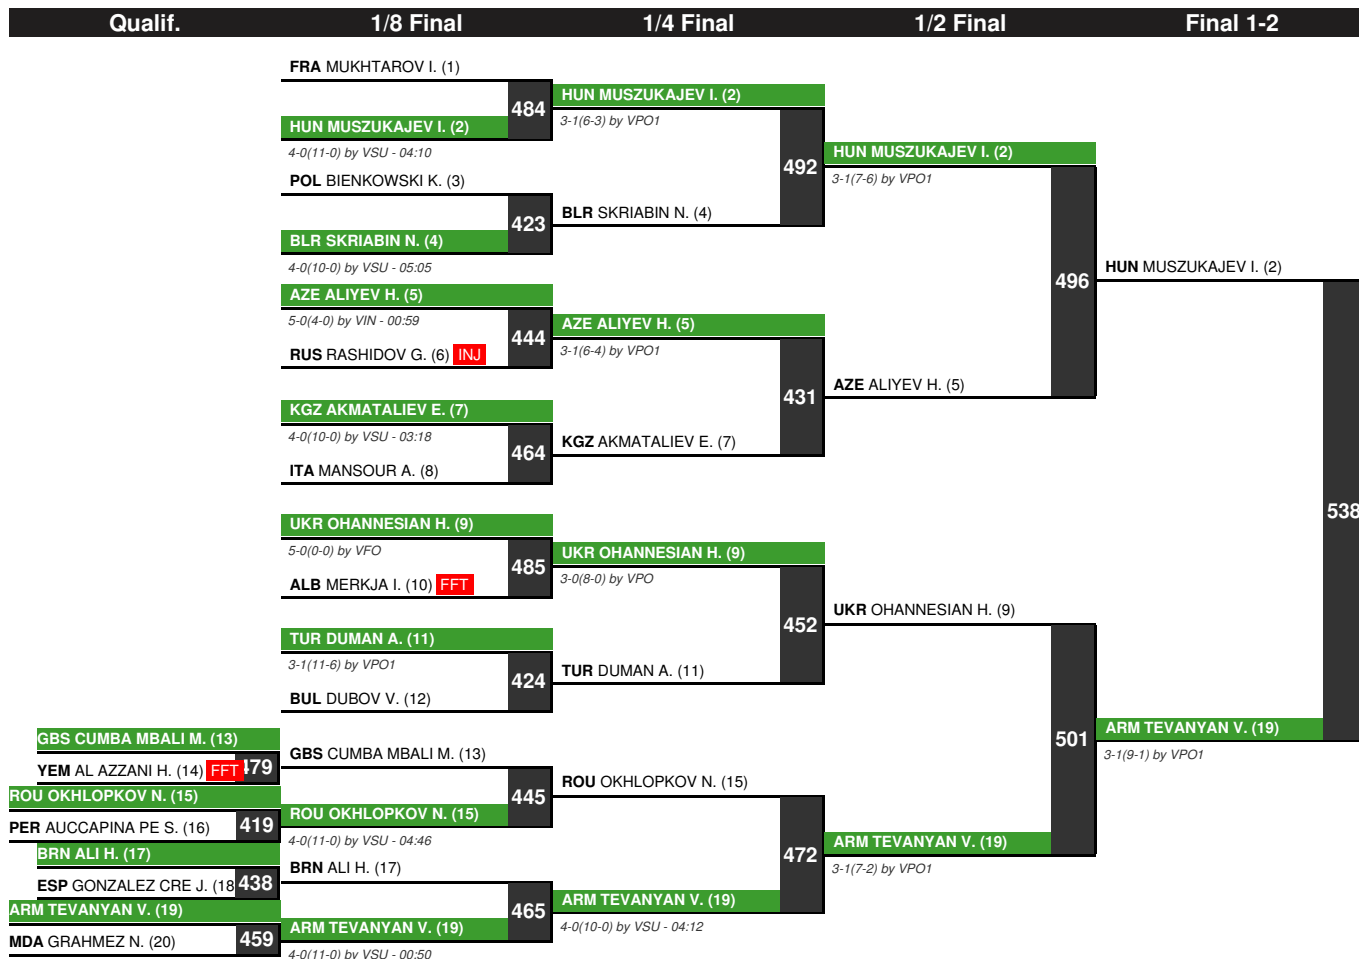 Qualif.
1/8 Final
1/4 Final
1/2 Final
Final 1-2
FRA MUKHTAROV I. (1)
484
HUN MUSZUKAJEV I. (2)
4-0(11-0) by VSU - 04:10
POL BIENKOWSKI K. (3)
423
BLR SKRIABIN N. (4)
4-0(10-0) by VSU - 05:05
AZE ALIYEV H. (5)
5-0(4-0) by VIN - 00:59
444
RUS RASHIDOV G. (6) INJ
KGZ AKMATALIEV E. (7)
4-0(10-0) by VSU - 03:18
464
ITA MANSOUR A. (8)
UKR OHANNESIAN H. (9)
5-0(0-0) by VFO
485
ALB MERKJA I. (10) FFT
TUR DUMAN A. (11)
3-1(11-6) by VPO1
424
BUL DUBOV V. (12)
GBS CUMBA MBALI M. (13)
YEM AL AZZANI H. (14) FFT 479
ROU OKHLOPKOV N. (15)
PER AUCCAPINA PE S. (16) 419
BRN ALI H. (17)
ESP GONZALEZ CRE J. (18 438
ARM TEVANYAN V. (19)
MDA GRAHMEZ N. (20) 459
GBS CUMBA MBALI M. (13)
445
ROU OKHLOPKOV N. (15)
4-0(11-0) by VSU - 04:46
BRN ALI H. (17)
465
ARM TEVANYAN V. (19)
4-0(11-0) by VSU - 00:50
HUN MUSZUKAJEV I. (2)
3-1(6-3) by VPO1
492
BLR SKRIABIN N. (4)
AZE ALIYEV H. (5)
3-1(6-4) by VPO1
431
KGZ AKMATALIEV E. (7)
UKR OHANNESIAN H. (9)
3-0(8-0) by VPO
452
TUR DUMAN A. (11)
ROU OKHLOPKOV N. (15)
472
ARM TEVANYAN V. (19)
4-0(10-0) by VSU - 04:12
HUN MUSZUKAJEV I. (2)
3-1(7-6) by VPO1
496
AZE ALIYEV H. (5)
UKR OHANNESIAN H. (9)
501
ARM TEVANYAN V. (19)
3-1(7-2) by VPO1
HUN MUSZUKAJEV I. (2)
538
ARM TEVANYAN V. (19)
3-1(9-1) by VPO1